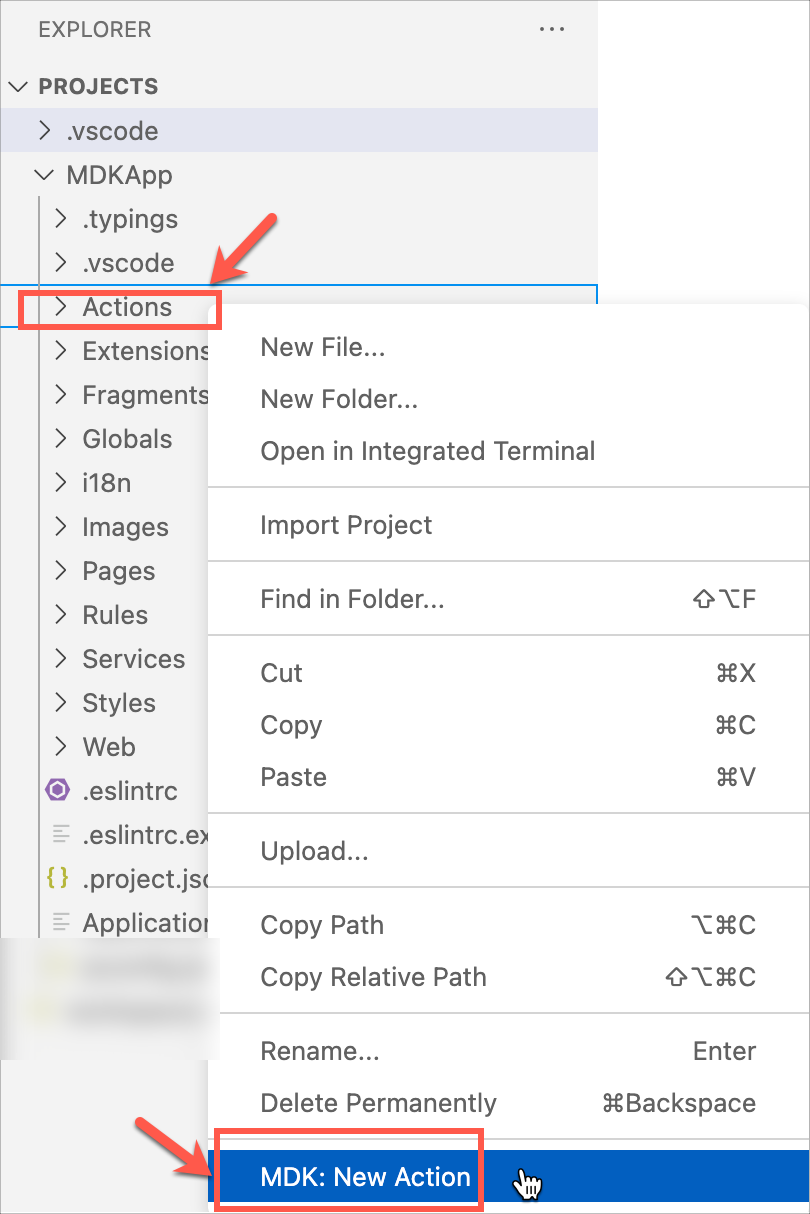 EXPLORER
PROJECTS
.vscode
MDKApp
.typings
.vscode
Actions
Extensions
Fragments
Globals
i18n
Images
Pages
Rules
Services
Styles
Web
.eslintrc
.eslintrc.ex
.project.jso
Application
New File...
New Folder...
Open in Integrated Terminal
Import Project
Find in Folder... ⇧⌥F
Cut ⌘X
Copy ⌘C
Paste ⌘V
Upload...
Copy Path ⌥⌘C
Copy Relative Path ⇧⌥⌘C
Rename... Enter
Delete Permanently ⌘Backspace
MDK: New Action